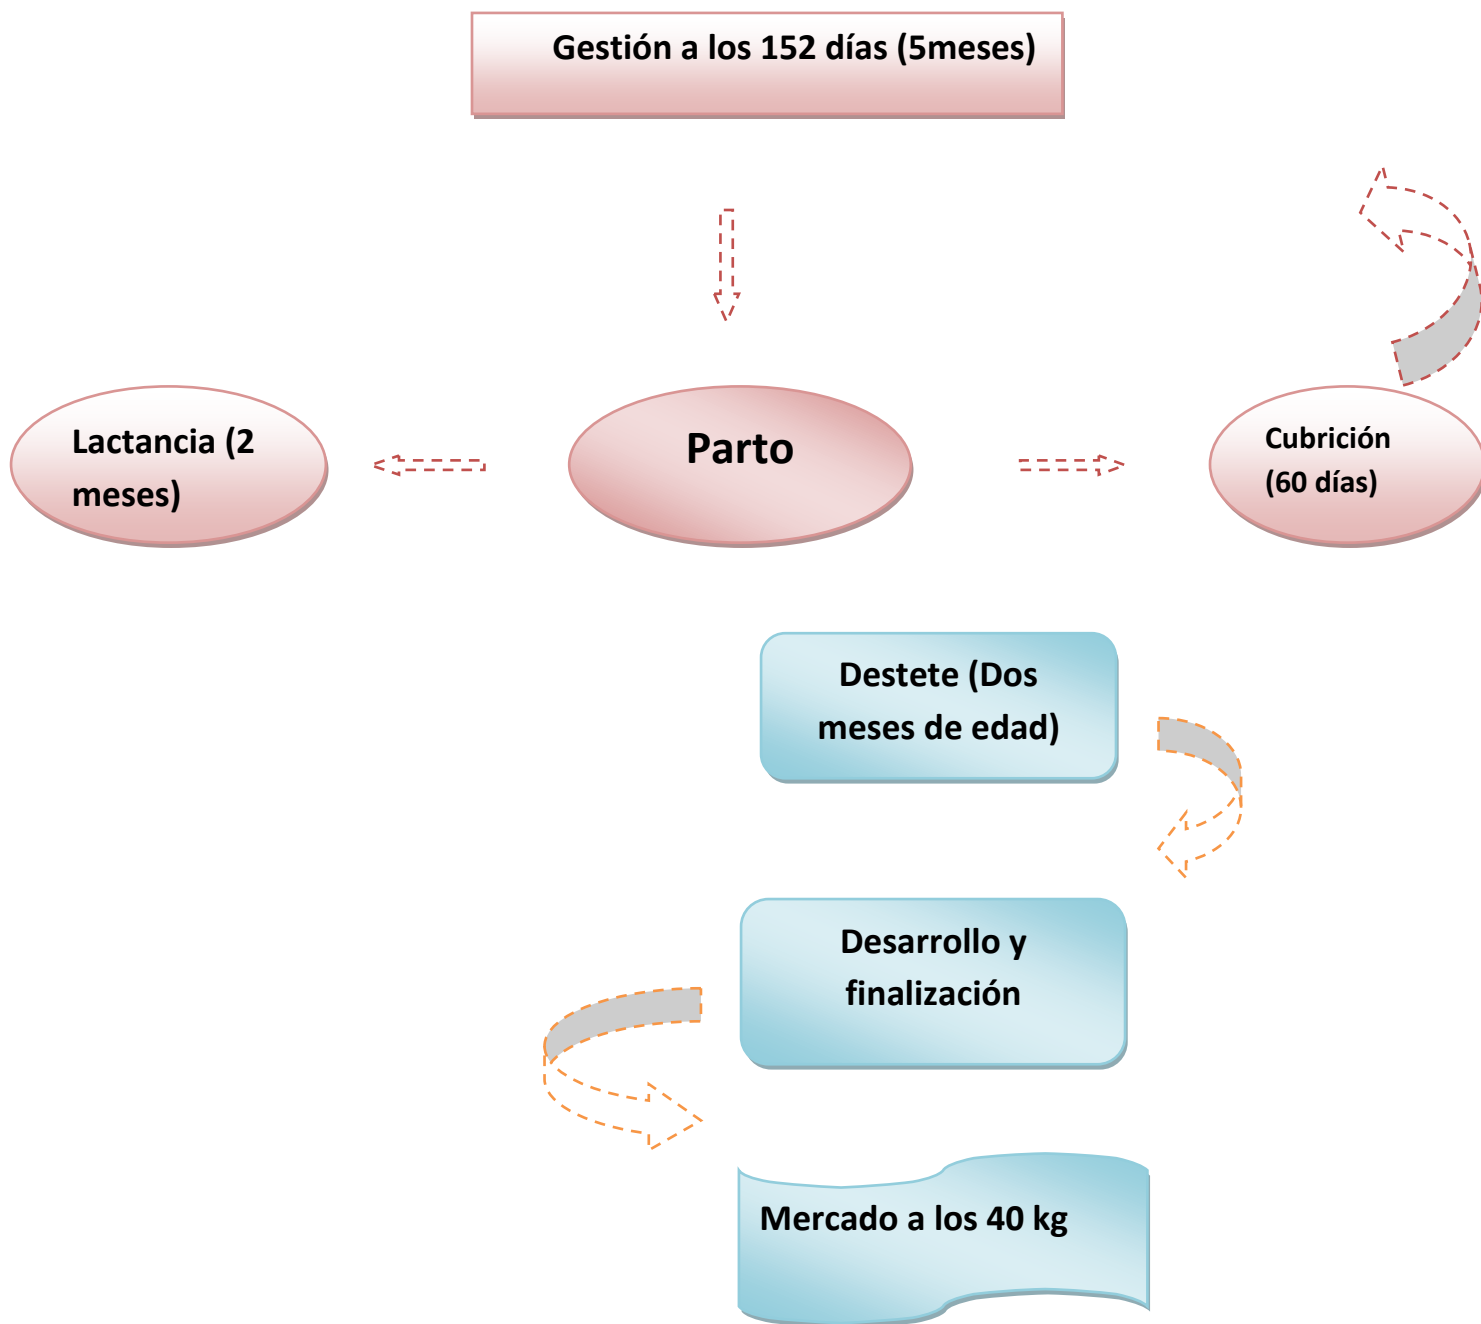 Gestión a los 152 días (5meses)
Lactancia (2
meses)
Parto
Cubrición
(60 días)
Destete (Dos
meses de edad)
Desarrollo y
finalización
Mercado a los 40 kg